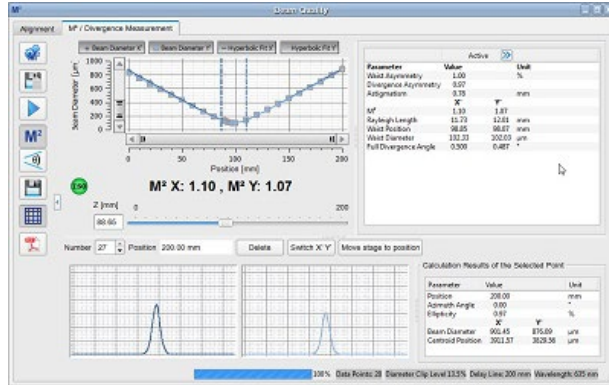 M² Beam Quality
Alignment M² / Divergence Measurement
Beam Diameter X' Beam Diameter Y' Hyperbolic Fit X' Hyperbolic Fit Y'
Beam Diameter [µm]
1000
800
600
400
200
0
0 50 100 150 200
Position [mm]
M² X: 1.10 , M² Y: 1.07
Z [mm] 0 200
88.65
Active
Parameter Value Unit
Waist Asymmetry 1.00 %
Divergence Asymmetry 0.97
Astigmatism 0.78 mm
X' Y'
M² 1.10 1.07
Rayleigh Length 11.73 12.01 mm
Waist Position 98.85 98.07 mm
Waist Diameter 102.33 102.03 µm
Full Divergence Angle 0.500 0.487 °
M²
Number 27 Position 200.00 mm Delete Switch X' Y' Move stage to position
Calculation Results of the Selected Point
Parameter Value Unit
Position 200.00 mm
Azimuth Angle 0.00 °
Ellipticity 0.97 %
X' Y'
Beam Diameter 901.45 876.09 µm
Centroid Position 3911.57 3829.36 µm
100% Data Points: 28 Diameter Clip Level 13.5% Delay Line: 200 mm Wavelength: 635 nm